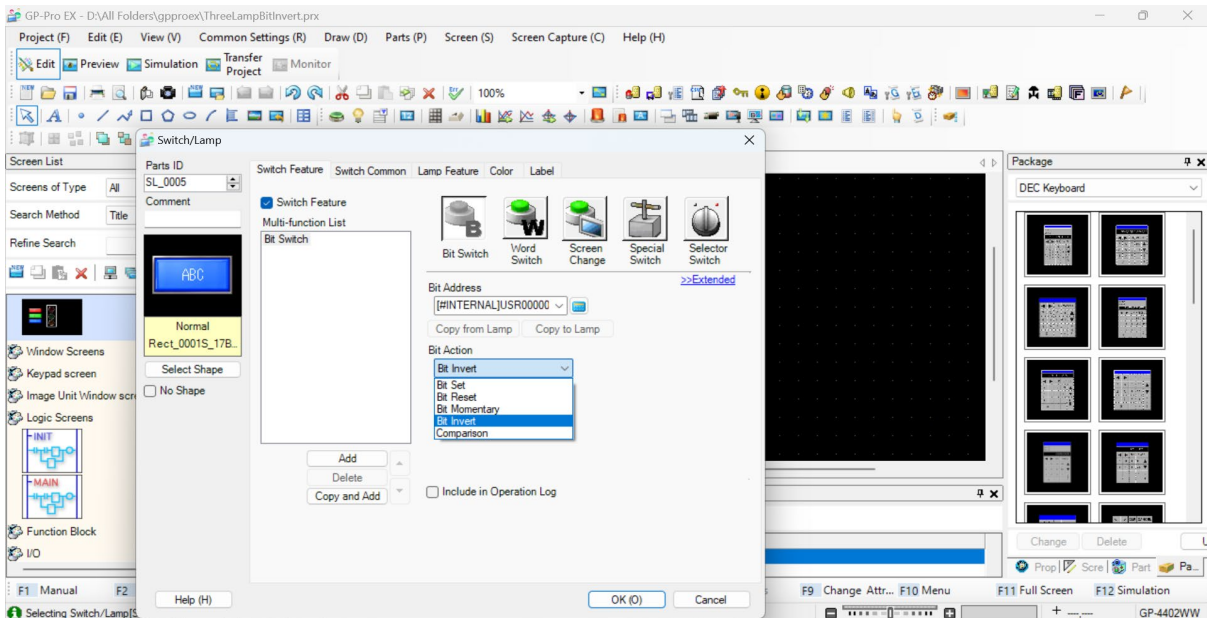 GP-Pro EX - D:\All Folders\gpproex\ThreeLampBitInvert.prx
Project (F) Edit (E) View (V) Common Settings (R) Draw (D) Parts (P) Screen (S) Screen Capture (C) Help (H)
Edit Preview Simulation Transfer Project Monitor
100%
Switch/Lamp
Screen List
Screens of Type All
Search Method Title
Refine Search
Window Screens
Keypad screen
Image Unit Window scre
Logic Screens
INIT
MAIN
Function Block
I/O
Parts ID
SL_0005
Comment
ABC
Normal
Rect_0001S_17B...
Select Shape
No Shape
Switch Feature Switch Common Lamp Feature Color Label
Switch Feature
Multi-function List
Bit Switch
Add
Delete
Copy and Add
Bit Switch
Word Switch
Screen Change
Special Switch
Selector Switch
>>Extended
Bit Address
[#INTERNAL]USR00000
Copy from Lamp Copy to Lamp
Bit Action
Bit Invert
Bit Set
Bit Reset
Bit Momentary
Bit Invert
Comparison
Include in Operation Log
Help (H) OK (O) Cancel
Package
DEC Keyboard
Change Delete
Prop Scre Part Pa...
F1 Manual F2 F9 Change Attr... F10 Menu F11 Full Screen F12 Simulation
Selecting Switch/Lamp[S GP-4402WW